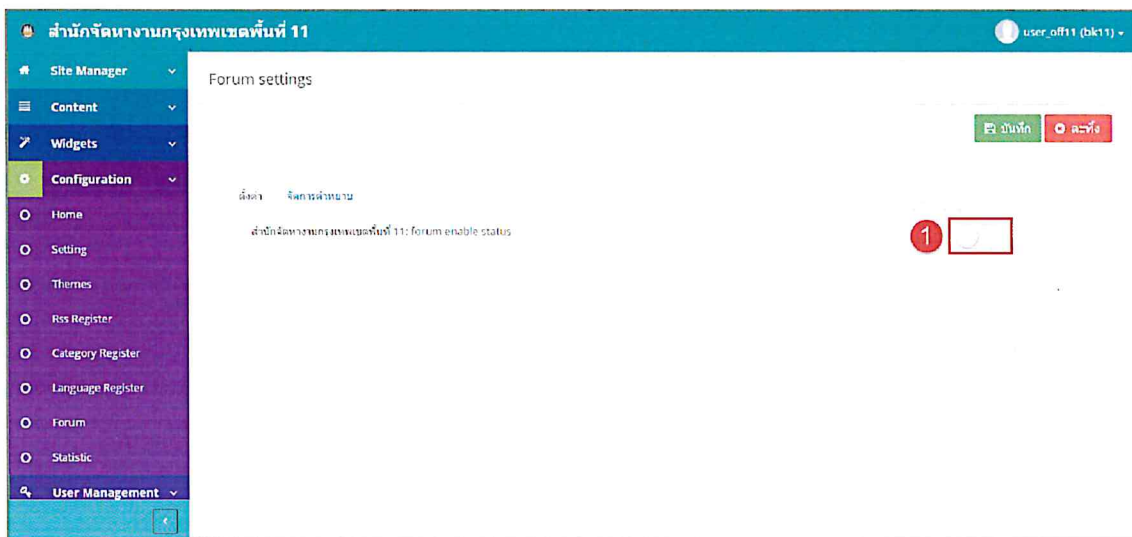 สำนักจัดหางานกรุงเทพเขตพื้นที่ 11
user_off11 (bk11)
Site Manager
Content
Widgets
Configuration
Home
Setting
Themes
Rss Register
Category Register
Language Register
Forum
Statistic
User Management
Forum settings
บันทึก
ละทิ้ง
ตั้งค่า จัดการคำหยาบ
สำนักจัดหางานกรุงเทพเขตพื้นที่ 11: forum enable status
1